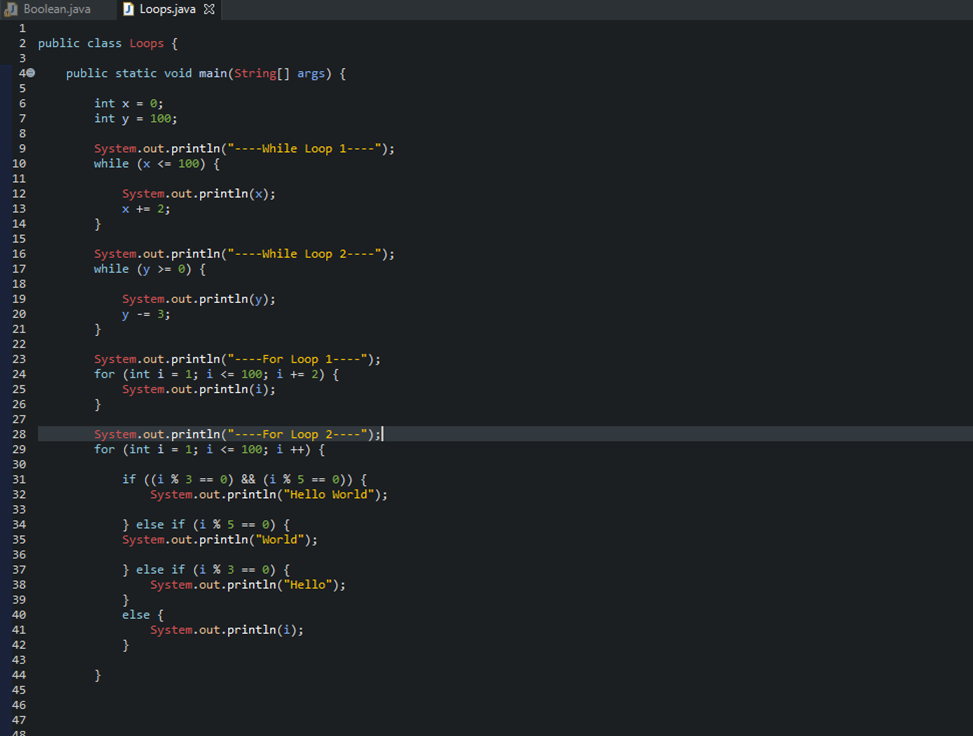 Boolean.java Loops.java
1
2 public class Loops {
3
4 public static void main(String[] args) {
5
6 int x = 0;
7 int y = 100;
8
9 System.out.println("----While Loop 1----");
10 while (x <= 100) {
11
12 System.out.println(x);
13 x += 2;
14 }
15
16 System.out.println("----While Loop 2----");
17 while (y >= 0) {
18
19 System.out.println(y);
20 y -= 3;
21 }
22
23 System.out.println("----For Loop 1----");
24 for (int i = 1; i <= 100; i += 2) {
25 System.out.println(i);
26 }
27
28 System.out.println("----For Loop 2----");
29 for (int i = 1; i <= 100; i ++) {
30
31 if ((i % 3 == 0) && (i % 5 == 0)) {
32 System.out.println("Hello World");
33
34 } else if (i % 5 == 0) {
35 System.out.println("World");
36
37 } else if (i % 3 == 0) {
38 System.out.println("Hello");
39 }
40 else {
41 System.out.println(i);
42 }
43
44 }
45
46
47
48